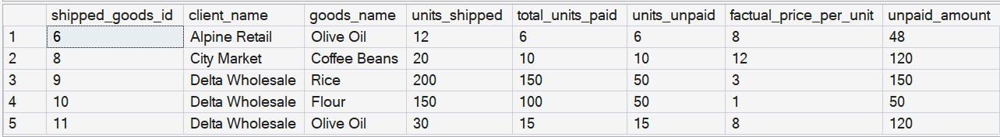 shipped_goods_id client_name goods_name units_shipped total_units_paid units_unpaid factual_price_per_unit unpaid_amount
1 6 Alpine Retail Olive Oil 12 6 6 8 48
2 8 City Market Coffee Beans 20 10 10 12 120
3 9 Delta Wholesale Rice 200 150 50 3 150
4 10 Delta Wholesale Flour 150 100 50 1 50
5 11 Delta Wholesale Olive Oil 30 15 15 8 120